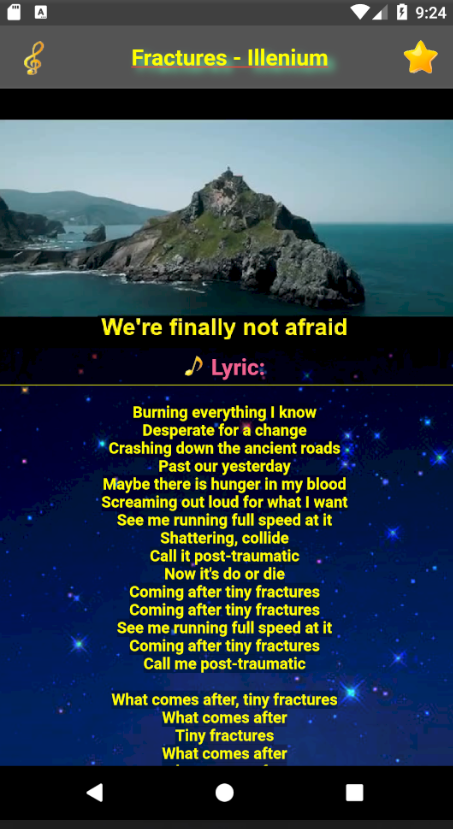 9:24
Fractures - Illenium
We're finally not afraid
Lyric:
Burning everything I know
Desperate for a change
Crashing down the ancient roads
Past our yesterday
Maybe there is hunger in my blood
Screaming out loud for what I want
See me running full speed at it
Shattering, collide
Call it post-traumatic
Now it's do or die
Coming after tiny fractures
Coming after tiny fractures
See me running full speed at it
Coming after tiny fractures
Call me post-traumatic
What comes after, tiny fractures
What comes after
Tiny fractures
What comes after